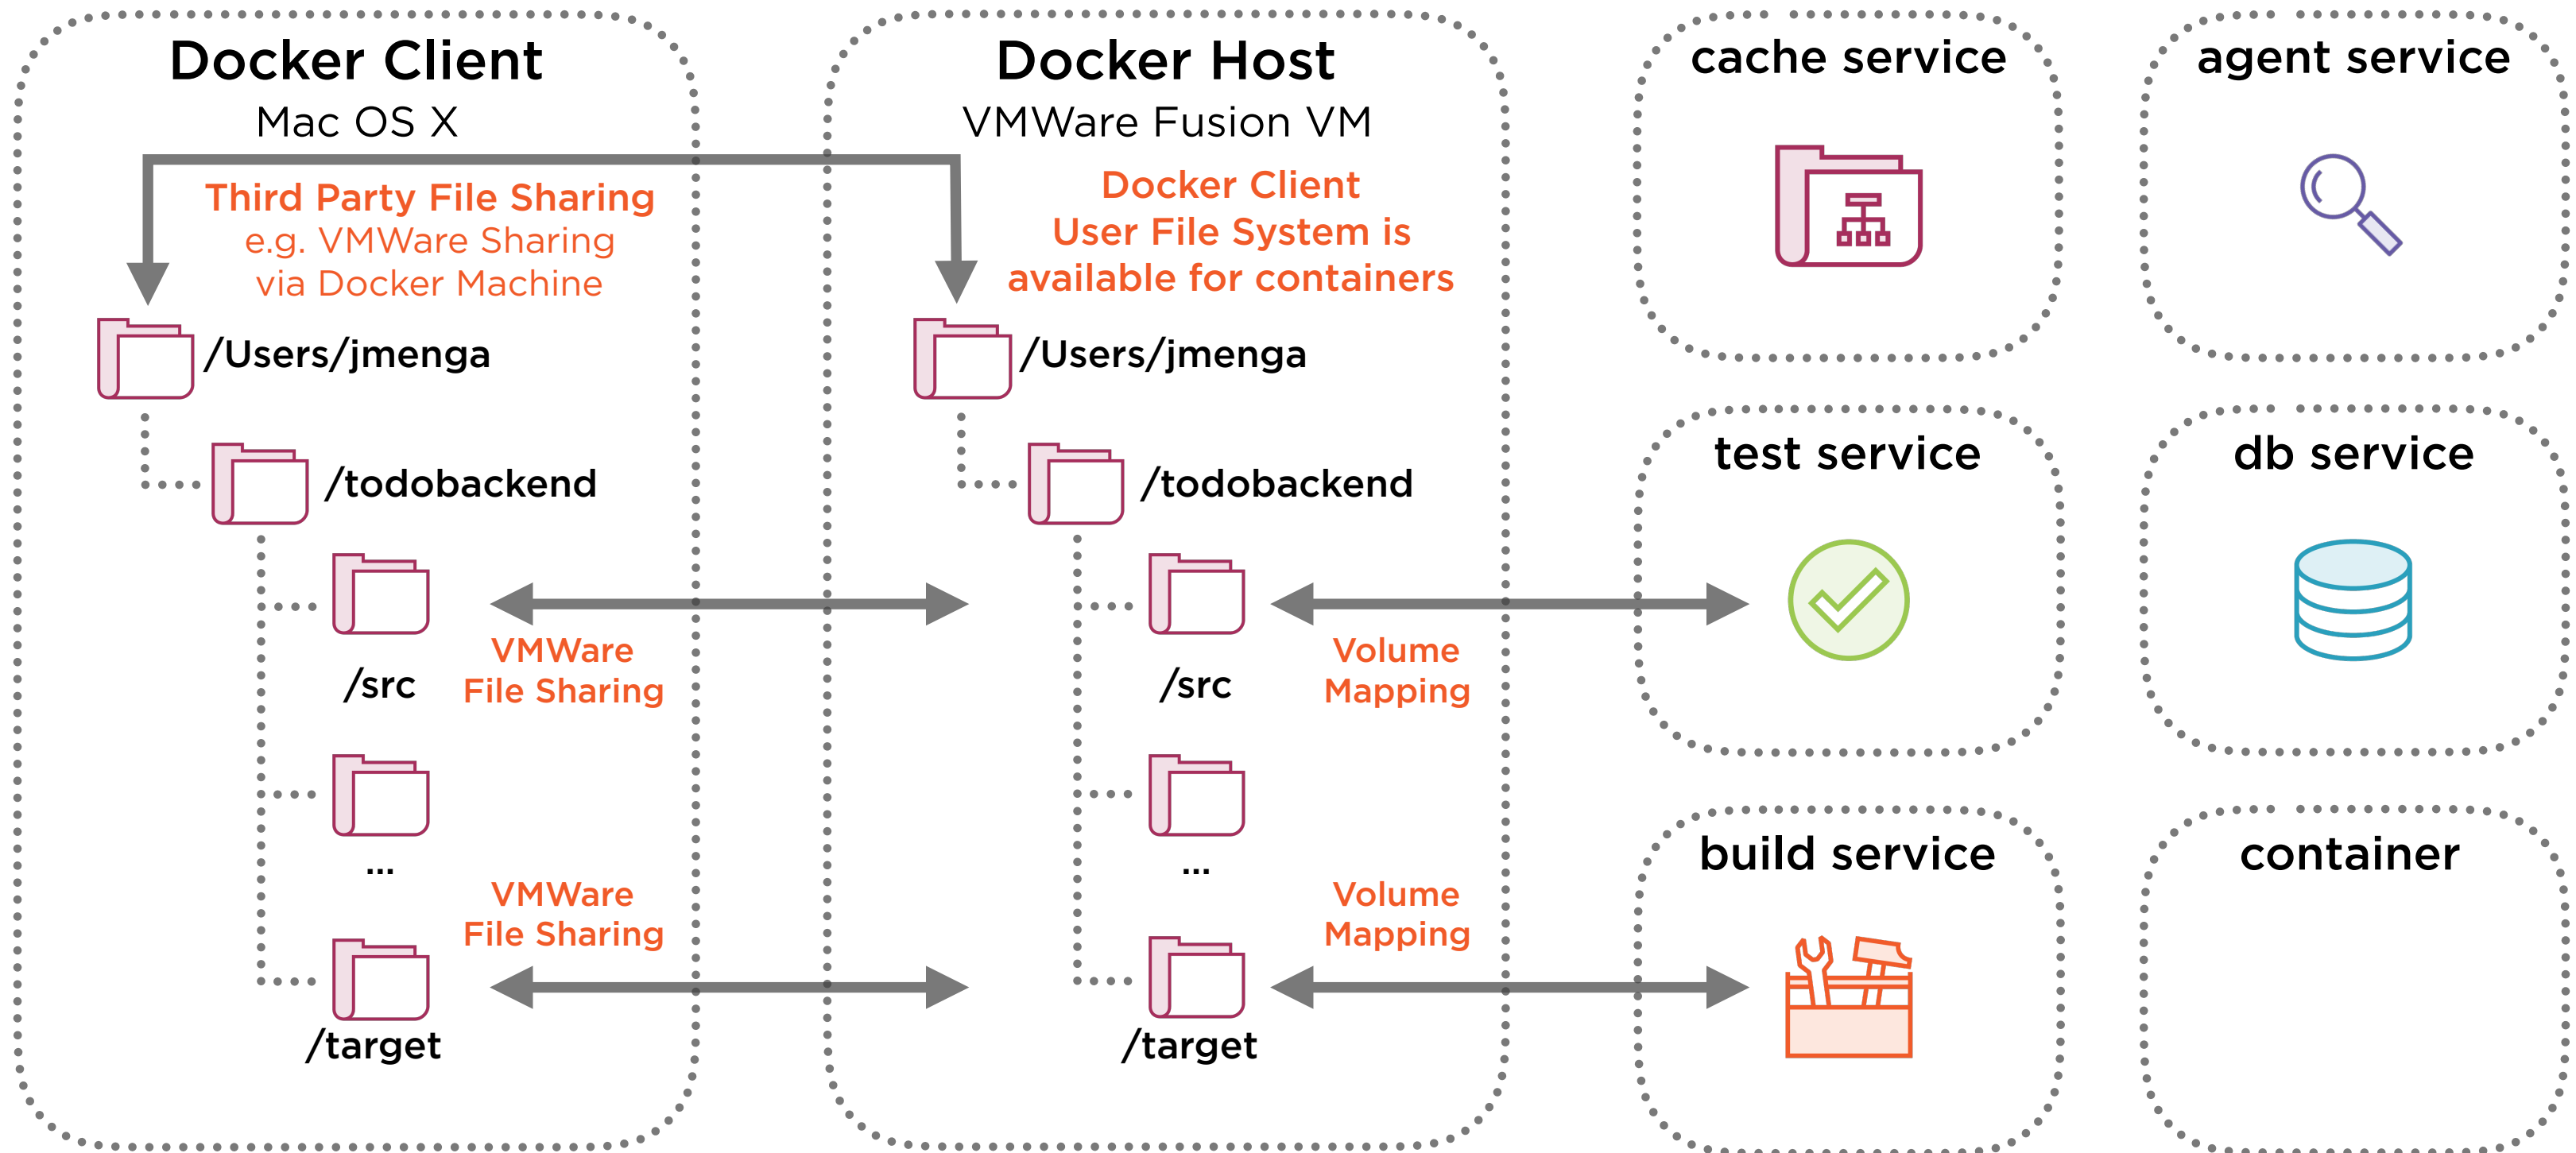 Docker Client
Mac OS X
Third Party File Sharing
e.g. VMWare Sharing
via Docker Machine
/Users/jmenga
/todobackend
/src
VMWare
File Sharing
...
VMWare
File Sharing
/target
Docker Host
VMWare Fusion VM
Docker Client
User File System is
available for containers
/Users/jmenga
/todobackend
/src
Volume
Mapping
...
Volume
Mapping
/target
cache service
agent service
test service
db service
build service
container